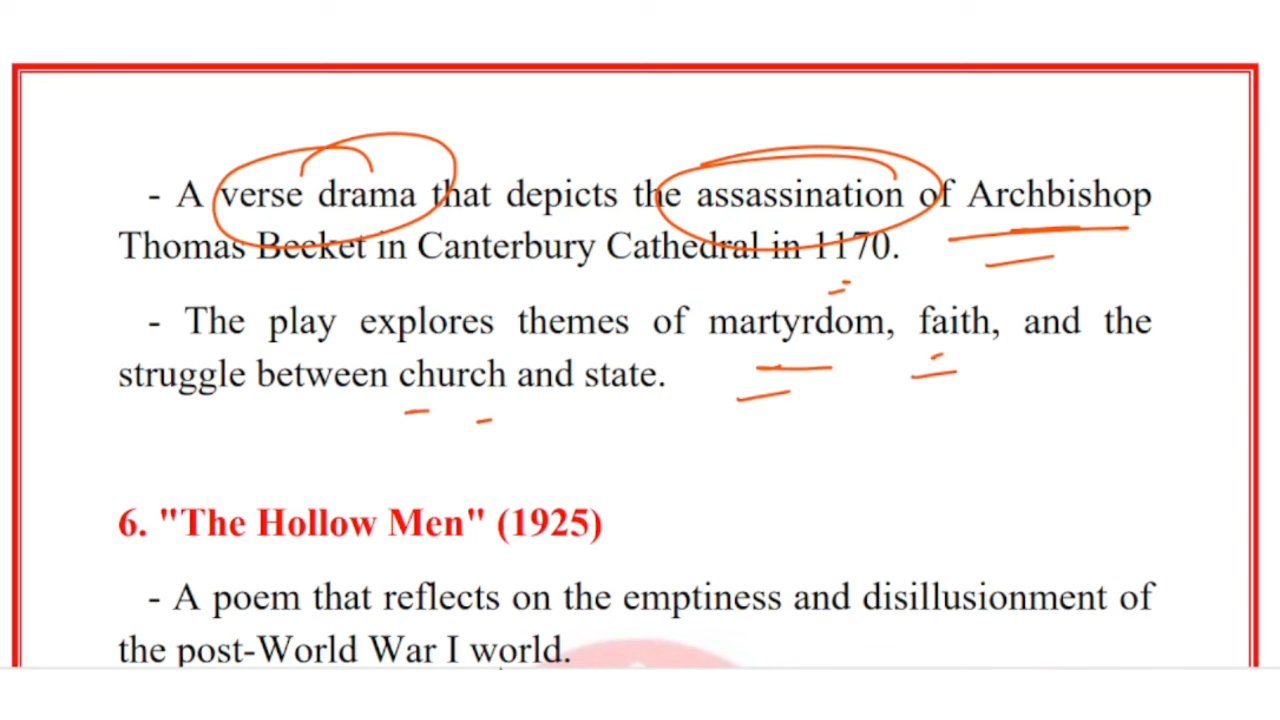 - A verse drama that depicts the assassination of Archbishop
Thomas Becket in Canterbury Cathedral in 1170.
- The play explores themes of martyrdom, faith, and the
struggle between church and state.
6. "The Hollow Men" (1925)
- A poem that reflects on the emptiness and disillusionment of
the post-World War I world.